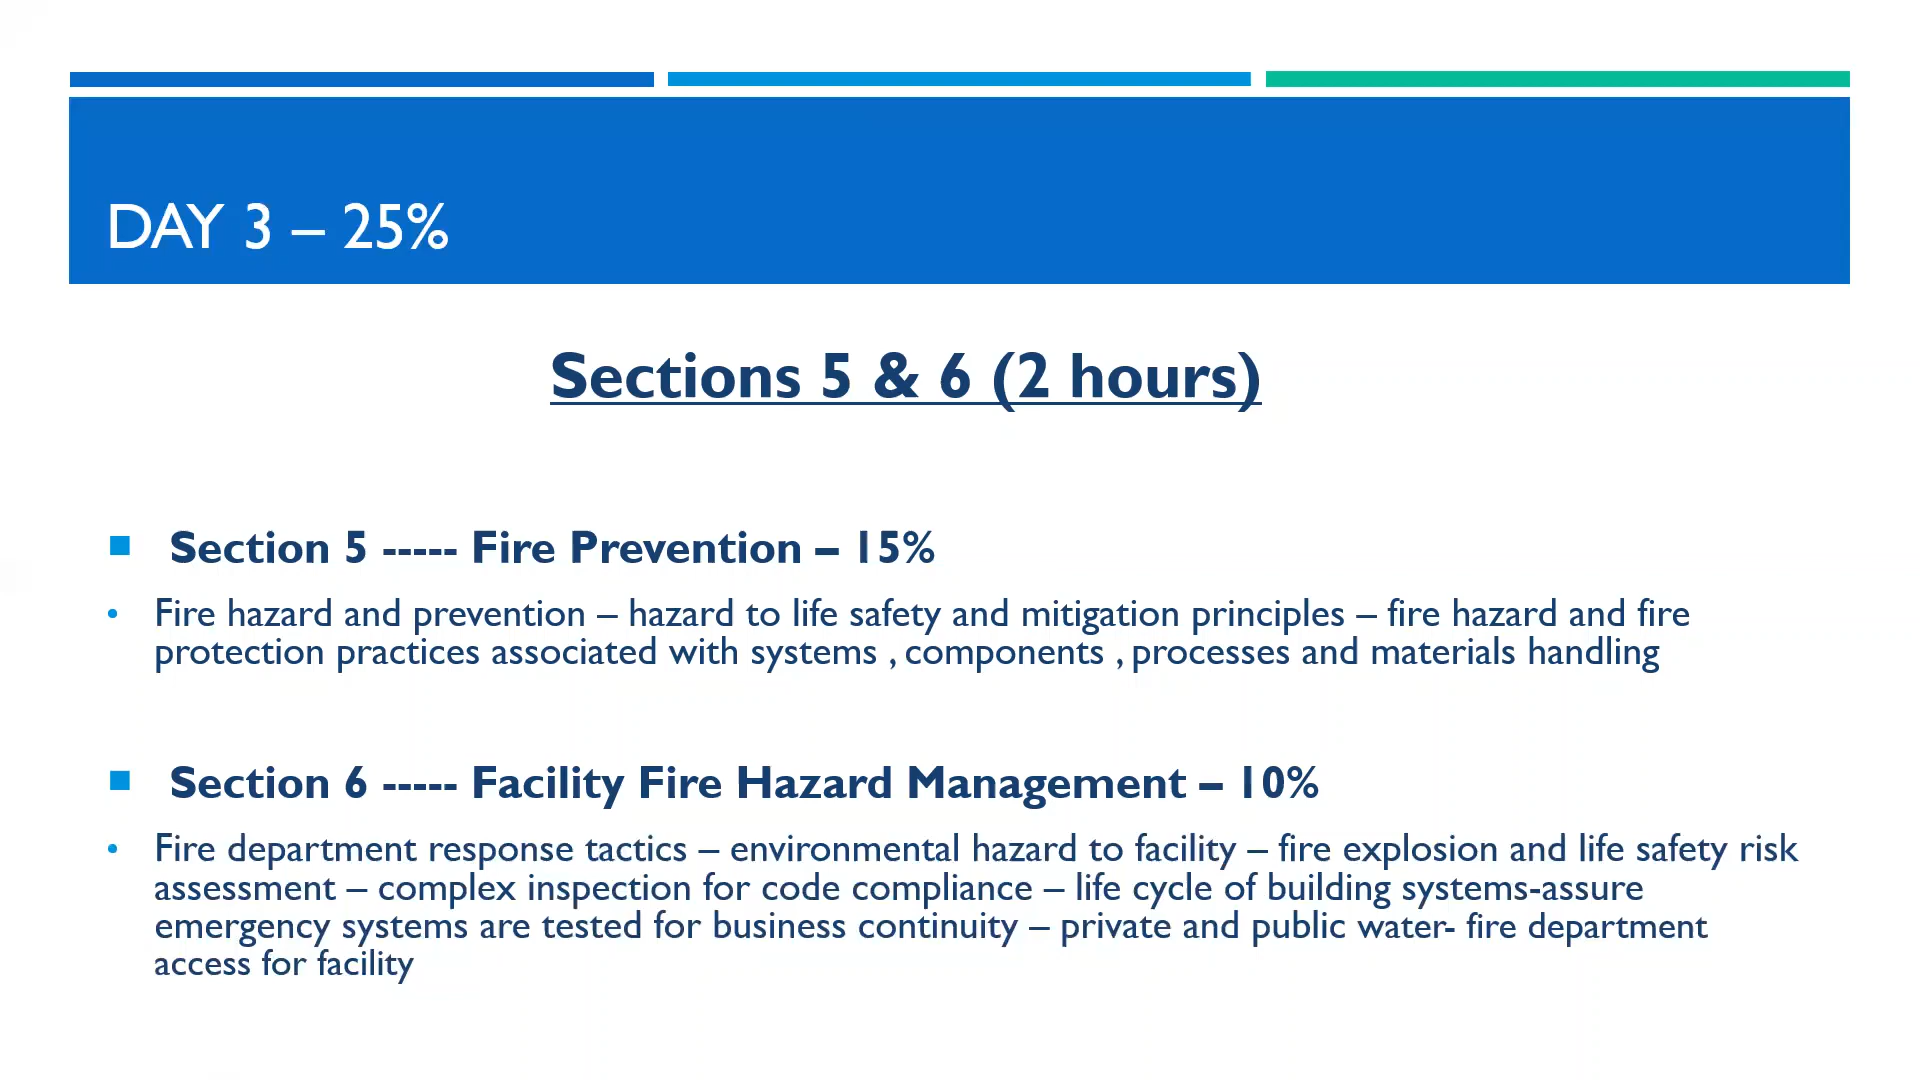 DAY 3 – 25%
Sections 5 & 6 (2 hours)
▪ Section 5 ----- Fire Prevention – 15%
• Fire hazard and prevention – hazard to life safety and mitigation principles – fire hazard and fire
protection practices associated with systems , components , processes and materials handling
▪ Section 6 ----- Facility Fire Hazard Management – 10%
• Fire department response tactics – environmental hazard to facility – fire explosion and life safety risk
assessment – complex inspection for code compliance – life cycle of building systems-assure
emergency systems are tested for business continuity – private and public water- fire department
access for facility